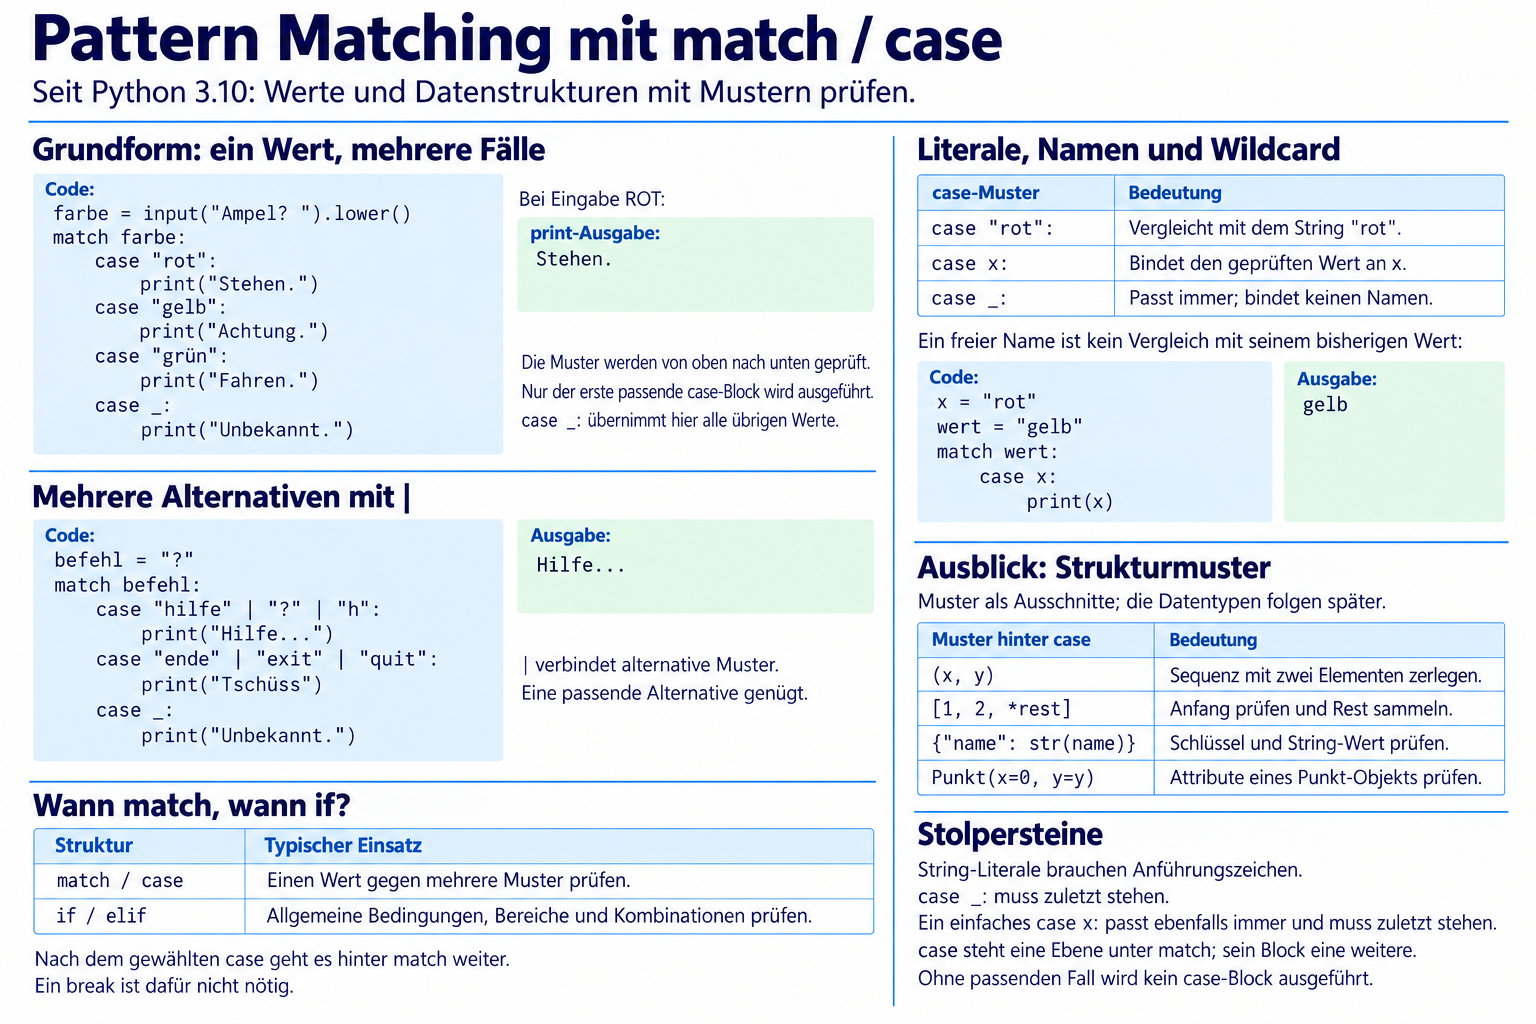 Pattern Matching mit match / case
Seit Python 3.10: Werte und Datenstrukturen mit Mustern prüfen.
Grundform: ein Wert, mehrere Fälle
Code:
farbe = input("Ampel? ").lower()
match farbe:
    case "rot":
        print("Stehen.")
    case "gelb":
        print("Achtung.")
    case "grün":
        print("Fahren.")
    case _:
        print("Unbekannt.")
Bei Eingabe ROT:
print-Ausgabe:
Stehen.
Die Muster werden von oben nach unten geprüft.
Nur der erste passende case-Block wird ausgeführt.
case _: übernimmt hier alle übrigen Werte.
Mehrere Alternativen mit |
Code:
befehl = "?"
match befehl:
    case "hilfe" | "?" | "h":
        print("Hilfe...")
    case "ende" | "exit" | "quit":
        print("Tschüss")
    case _:
        print("Unbekannt.")
Ausgabe:
Hilfe...
| verbindet alternative Muster.
Eine passende Alternative genügt.
Wann match, wann if?
Struktur Typischer Einsatz
match / case Einen Wert gegen mehrere Muster prüfen.
if / elif Allgemeine Bedingungen, Bereiche und Kombinationen prüfen.
Nach dem gewählten case geht es hinter match weiter.
Ein break ist dafür nicht nötig.
Literale, Namen und Wildcard
case-Muster Bedeutung
case "rot": Vergleicht mit dem String "rot".
case x: Bindet den geprüften Wert an x.
case _: Passt immer; bindet keinen Namen.
Ein freier Name ist kein Vergleich mit seinem bisherigen Wert:
Code:
x = "rot"
wert = "gelb"
match wert:
    case x:
        print(x)
Ausgabe:
gelb
Ausblick: Strukturmuster
Muster als Ausschnitte; die Datentypen folgen später.
Muster hinter case Bedeutung
(x, y) Sequenz mit zwei Elementen zerlegen.
[1, 2, *rest] Anfang prüfen und Rest sammeln.
{"name": str(name)} Schlüssel und String-Wert prüfen.
Punkt(x=0, y=y) Attribute eines Punkt-Objekts prüfen.
Stolpersteine
String-Literale brauchen Anführungszeichen.
case _: muss zuletzt stehen.
Ein einfaches case x: passt ebenfalls immer und muss zuletzt stehen.
case steht eine Ebene unter match; sein Block eine weitere.
Ohne passenden Fall wird kein case-Block ausgeführt.